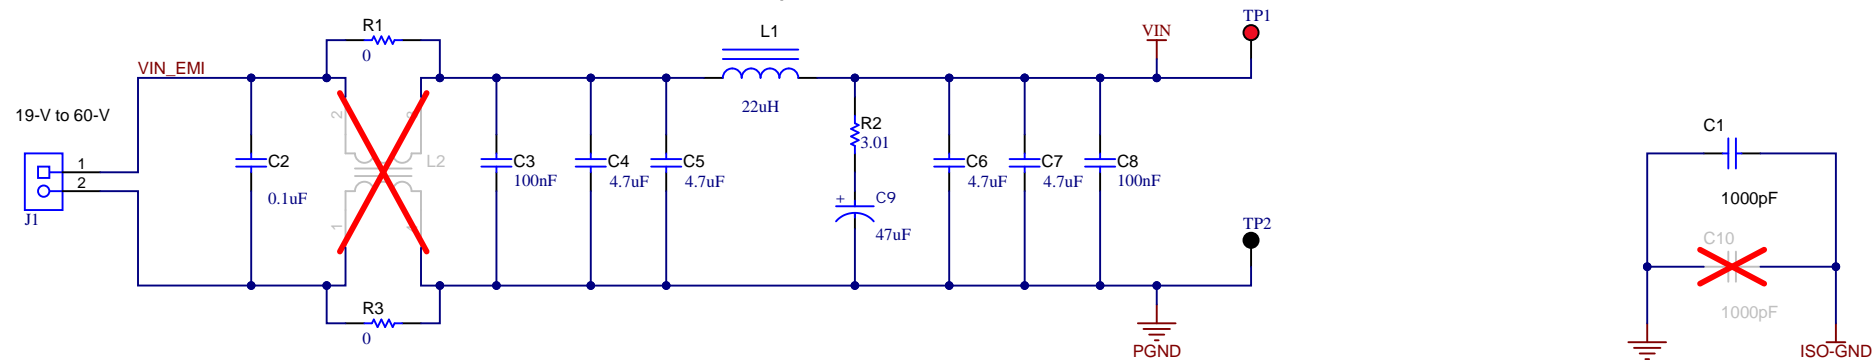 R1
0
VIN_EMI
19-V to 60-V
1
2
J1
C2
0.1uF
2
L2
1
R3
0
C3
100nF
C4
4.7uF
C5
4.7uF
L1
22uH
R2
3.01
+
C9
47uF
C6
4.7uF
C7
4.7uF
C8
100nF
VIN
TP1
TP2
PGND
C1
1000pF
C10
1000pF
ISO-GND